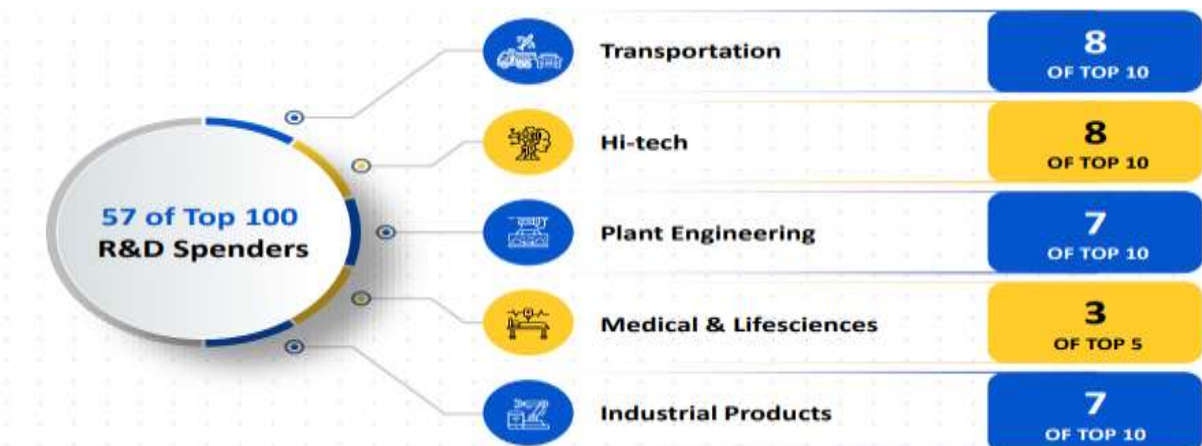 57 of Top 100
R&D Spenders
Transportation
8
OF TOP 10
Hi-tech
8
OF TOP 10
Plant Engineering
7
OF TOP 10
Medical & Lifesciences
3
OF TOP 5
Industrial Products
7
OF TOP 10